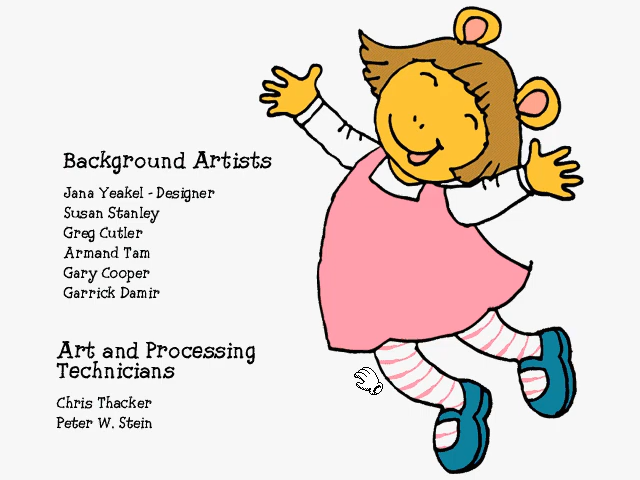 Background Artists
Jana Yeakel - Designer
Susan Stanley
Greg Cutler
Armand Tam
Gary Cooper
Garrick Damir
Art and Processing
Technicians
Chris Thacker
Peter W. Stein